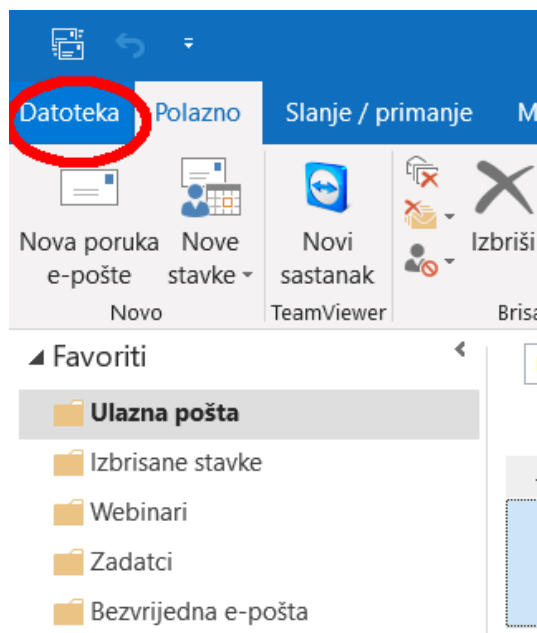 Datoteka Polazno Slanje / primanje
Nova poruka Nove Novi Izbriši
e-pošte stavke sastanak
Novo TeamViewer
Favoriti
Ulazna pošta
Izbrisane stavke
Webinari
Zadatci
Bezvrijedna e-pošta